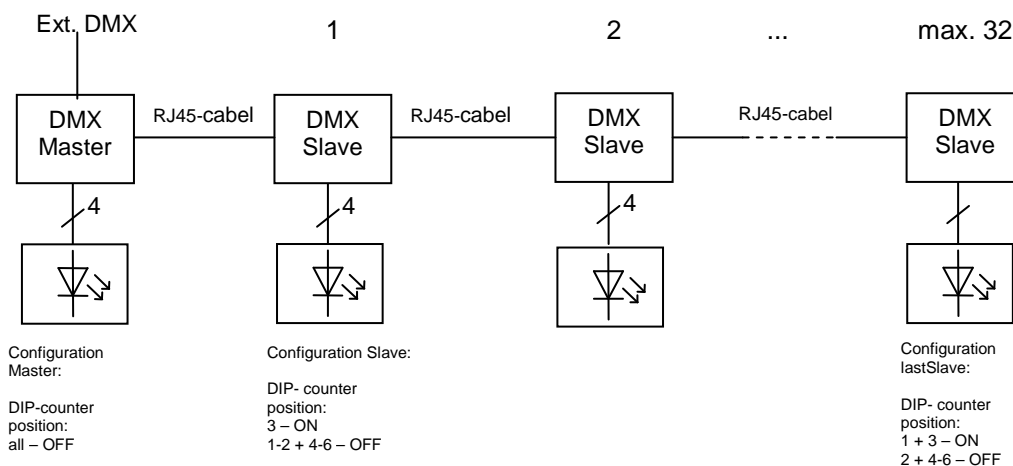 Ext. DMX
1
2
...
max. 32
DMX
Master
RJ45-cabel
DMX
Slave
RJ45-cabel
DMX
Slave
RJ45-cabel
DMX
Slave
4
4
4
Configuration
Master:
DIP-counter
position:
all – OFF
Configuration Slave:
DIP- counter
position:
3 – ON
1-2 + 4-6 – OFF
Configuration
lastSlave:
DIP- counter
position:
1 + 3 – ON
2 + 4-6 – OFF